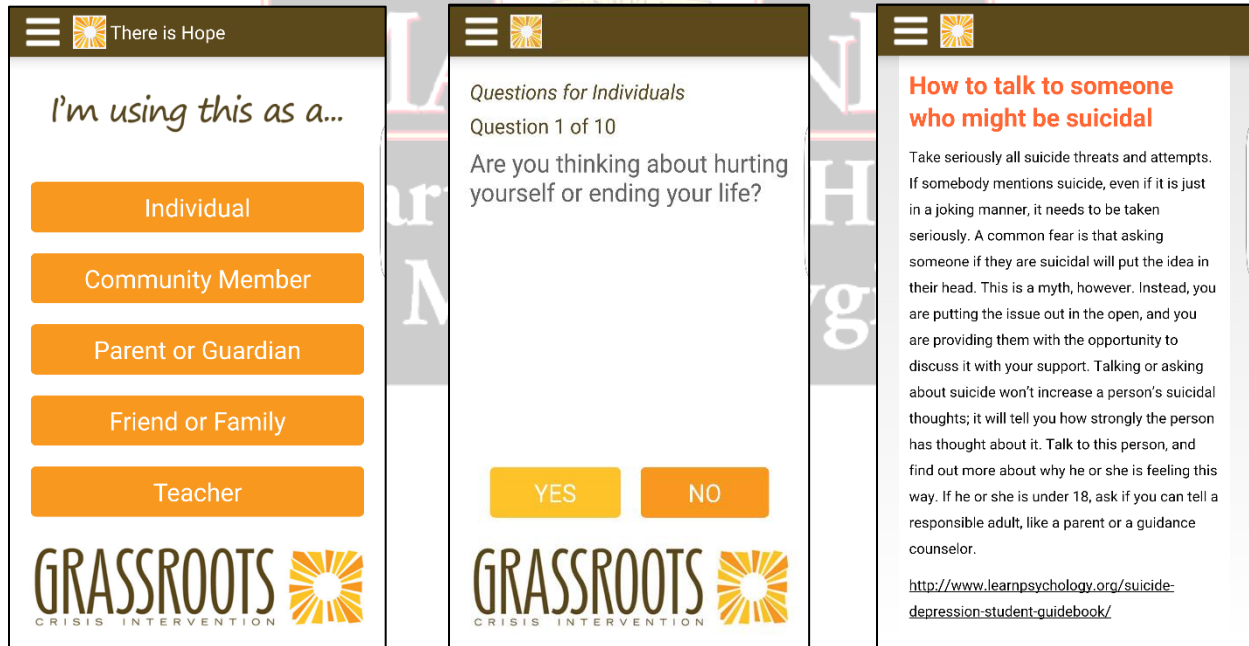 There is Hope
I'm using this as a...
Individual
Community Member
Parent or Guardian
Friend or Family
Teacher
GRASSROOTS
CRISIS INTERVENTION
Questions for Individuals
Question 1 of 10
Are you thinking about hurting
yourself or ending your life?
YES
NO
GRASSROOTS
CRISIS INTERVENTION
How to talk to someone
who might be suicidal
Take seriously all suicide threats and attempts.
If somebody mentions suicide, even if it is just
in a joking manner, it needs to be taken
seriously. A common fear is that asking
someone if they are suicidal will put the idea in
their head. This is a myth, however. Instead, you
are putting the issue out in the open, and you
are providing them with the opportunity to
discuss it with your support. Talking or asking
about suicide won't increase a person's suicidal
thoughts; it will tell you how strongly the person
has thought about it. Talk to this person, and
find out more about why he or she is feeling this
way. If he or she is under 18, ask if you can tell a
responsible adult, like a parent or a guidance
counselor.
http://www.learnpsychology.org/suicide-
depression-student-guidebook/